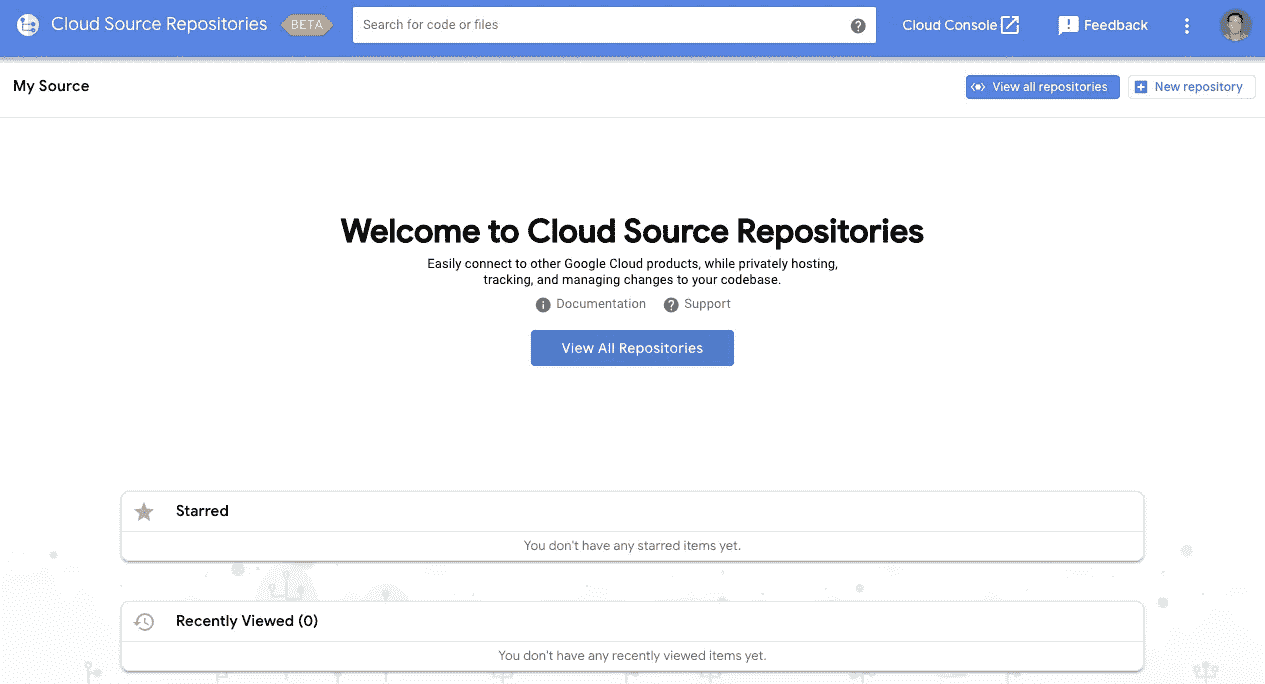 Cloud Source Repositories BETA Search for code or files Cloud Console Feedback
My Source View all repositories New repository
Welcome to Cloud Source Repositories
Easily connect to other Google Cloud products, while privately hosting,
tracking, and managing changes to your codebase.
Documentation Support
View All Repositories
Starred
You don't have any starred items yet.
Recently Viewed (0)
You don't have any recently viewed items yet.